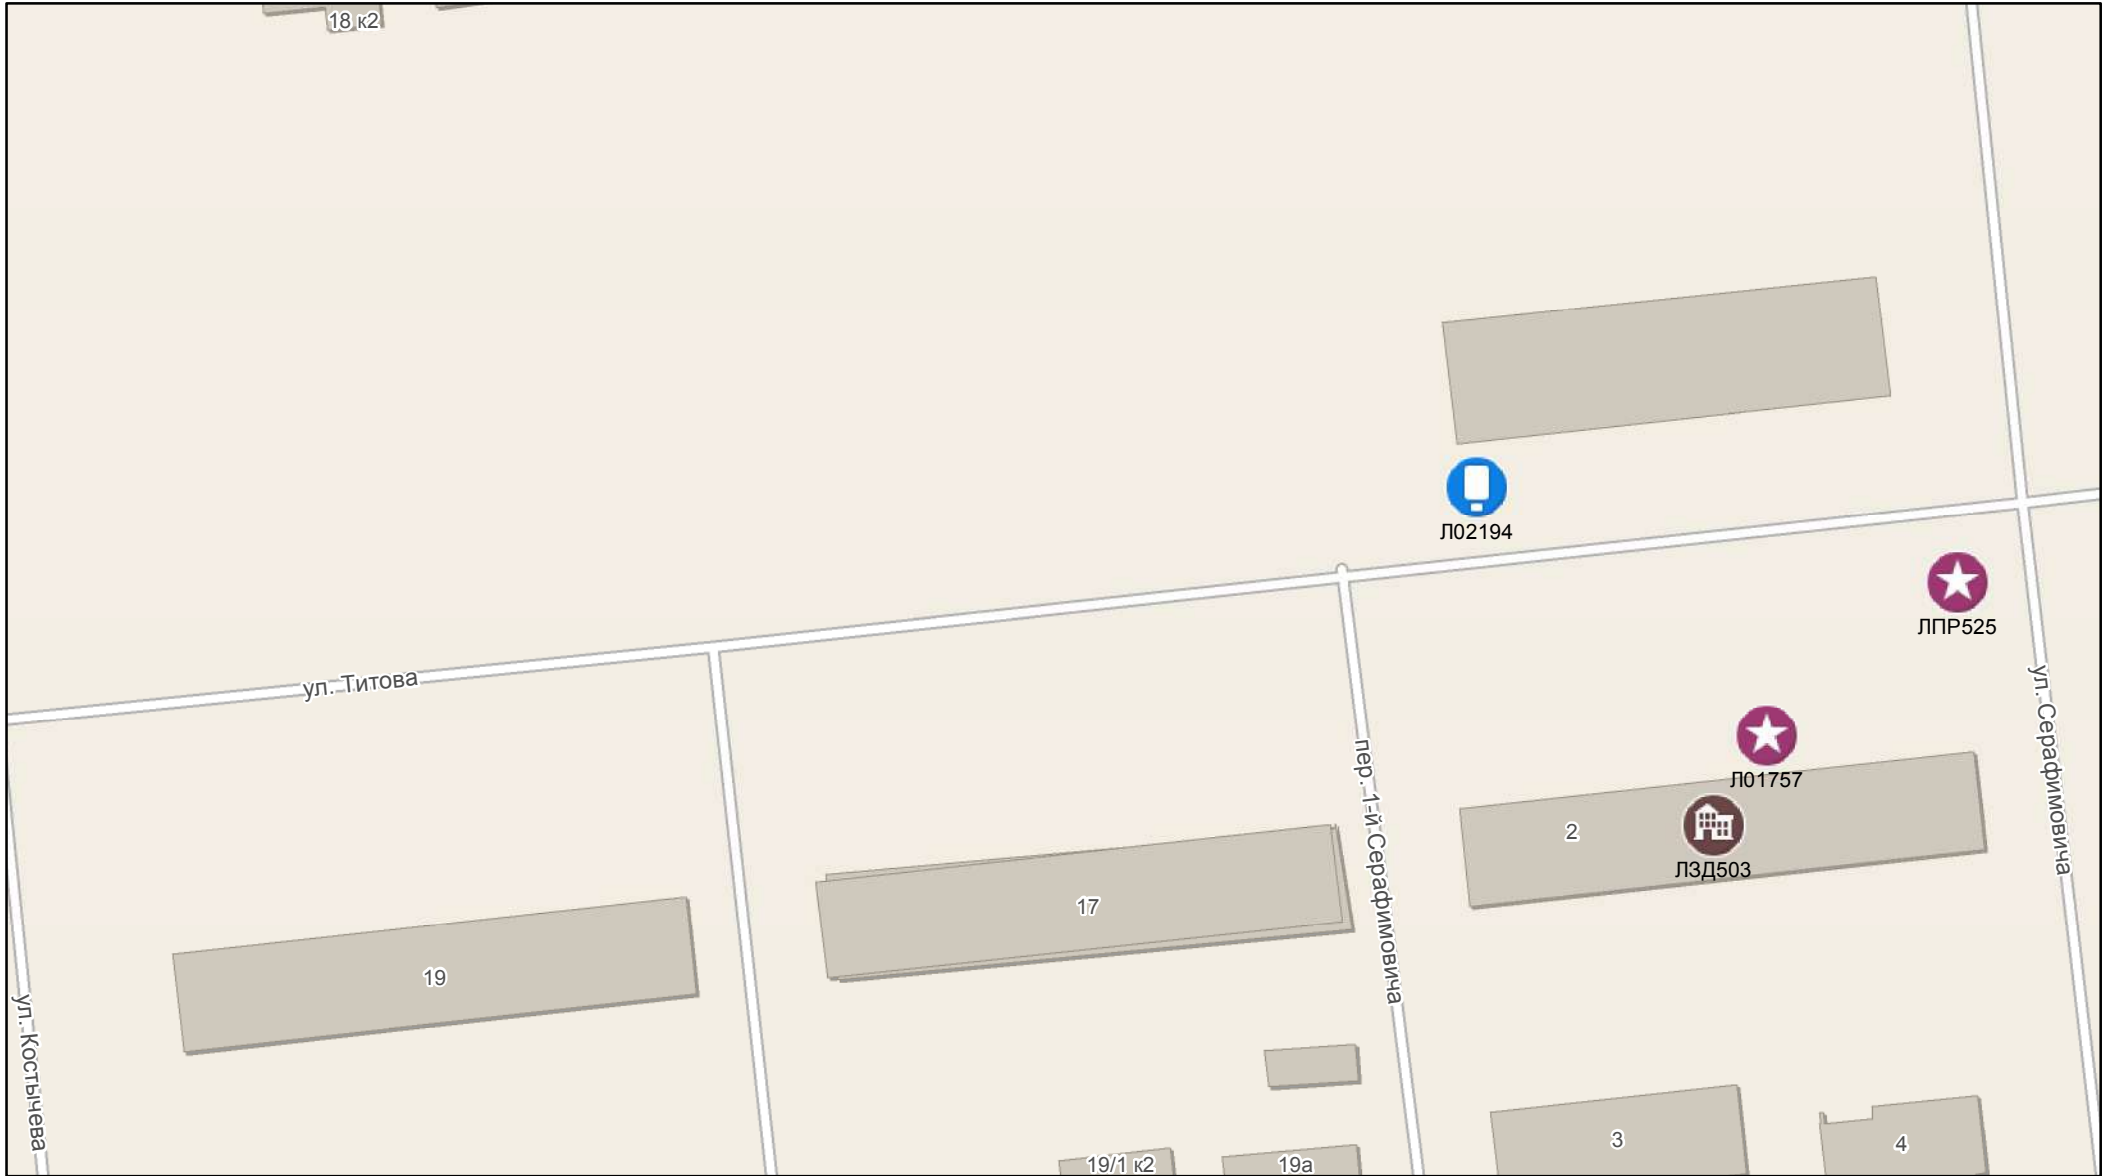 18 к2
Л02194
ЛПР525
ул. Титова
ул. Серафимовича
пер. 1-й Серафимовича
Л01757
2
ЛЗД503
17
19
ул. Костычева
3
4
19/1 к2
19а